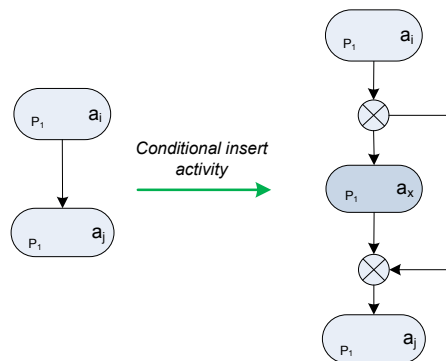 P₁ aᵢ
P₁ aⱼ
Conditional insert
activity
P₁ aᵢ
P₁ aₓ
P₁ aⱼ